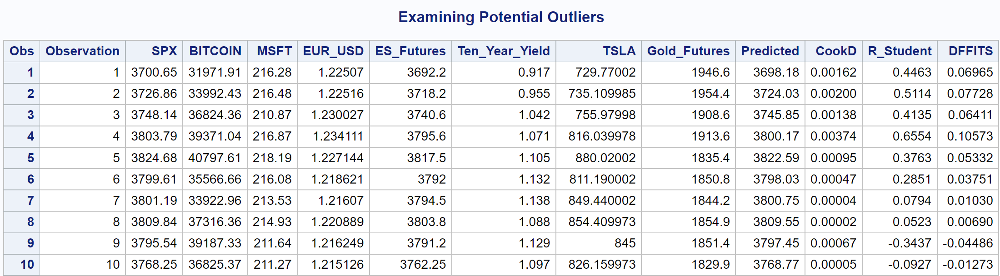 Examining Potential Outliers
Obs Observation SPX BITCOIN MSFT EUR_USD ES_Futures Ten_Year_Yield TSLA Gold_Futures Predicted CookD R_Student DFFITS
1 1 3700.65 31971.91 216.28 1.22507 3692.2 0.917 729.77002 1946.6 3698.18 0.00162 0.4463 0.06965
2 2 3726.86 33992.43 216.48 1.22516 3718.2 0.955 735.109985 1954.4 3724.03 0.00200 0.5114 0.07728
3 3 3748.14 36824.36 210.87 1.230027 3740.6 1.042 755.97998 1908.6 3745.85 0.00138 0.4135 0.06411
4 4 3803.79 39371.04 216.87 1.234111 3795.6 1.071 816.039978 1913.6 3800.17 0.00374 0.6554 0.10573
5 5 3824.68 40797.61 218.19 1.227144 3817.5 1.105 880.02002 1835.4 3822.59 0.00095 0.3763 0.05332
6 6 3799.61 35566.66 216.08 1.218621 3792 1.132 811.190002 1850.8 3798.03 0.00047 0.2851 0.03751
7 7 3801.19 33922.96 213.53 1.21607 3794.5 1.138 849.440002 1844.2 3800.75 0.00004 0.0794 0.01030
8 8 3809.84 37316.36 214.93 1.220889 3803.8 1.088 854.409973 1854.9 3809.55 0.00002 0.0523 0.00690
9 9 3795.54 39187.33 211.64 1.216249 3791.2 1.129 845 1851.4 3797.45 0.00067 -0.3437 -0.04486
10 10 3768.25 36825.37 211.27 1.215126 3762.25 1.097 826.159973 1829.9 3768.77 0.00005 -0.0927 -0.01273